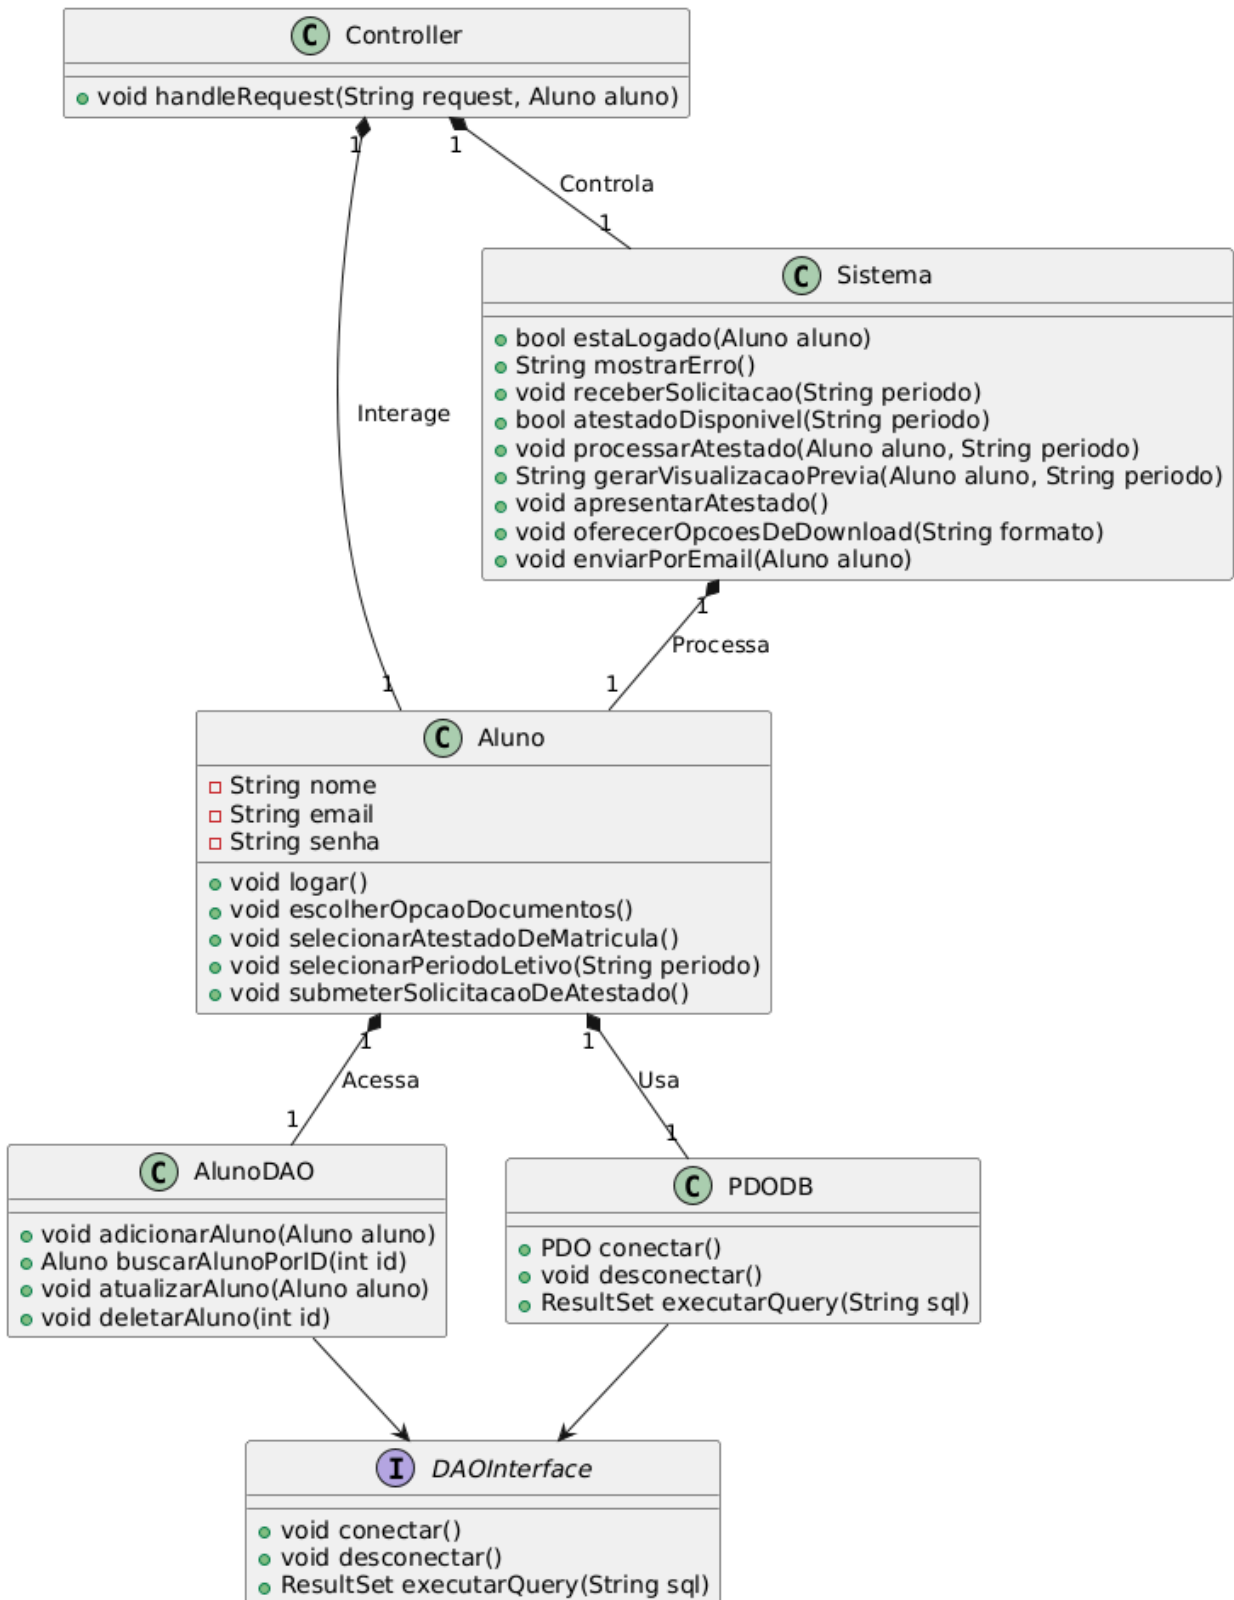 C Controller
void handleRequest(String request, Aluno aluno)
1
1
Controla
1
C Sistema
bool estaLogado(Aluno aluno)
String mostrarErro()
void receberSolicitacao(String periodo)
bool atestadoDisponivel(String periodo)
void processarAtestado(Aluno aluno, String periodo)
String gerarVisualizacaoPrevia(Aluno aluno, String periodo)
void apresentarAtestado()
void oferecerOpcoesDeDownload(String formato)
void enviarPorEmail(Aluno aluno)
Interage
1
Processa
1
1
C Aluno
String nome
String email
String senha
void logar()
void escolherOpcaoDocumentos()
void selecionarAtestadoDeMatricula()
void selecionarPeriodoLetivo(String periodo)
void submeterSolicitacaoDeAtestado()
1
1
Acessa
Usa
1
1
C AlunoDAO
void adicionarAluno(Aluno aluno)
Aluno buscarAlunoPorID(int id)
void atualizarAluno(Aluno aluno)
void deletarAluno(int id)
C PDODB
PDO conectar()
void desconectar()
ResultSet executarQuery(String sql)
I DAOInterface
void conectar()
void desconectar()
ResultSet executarQuery(String sql)